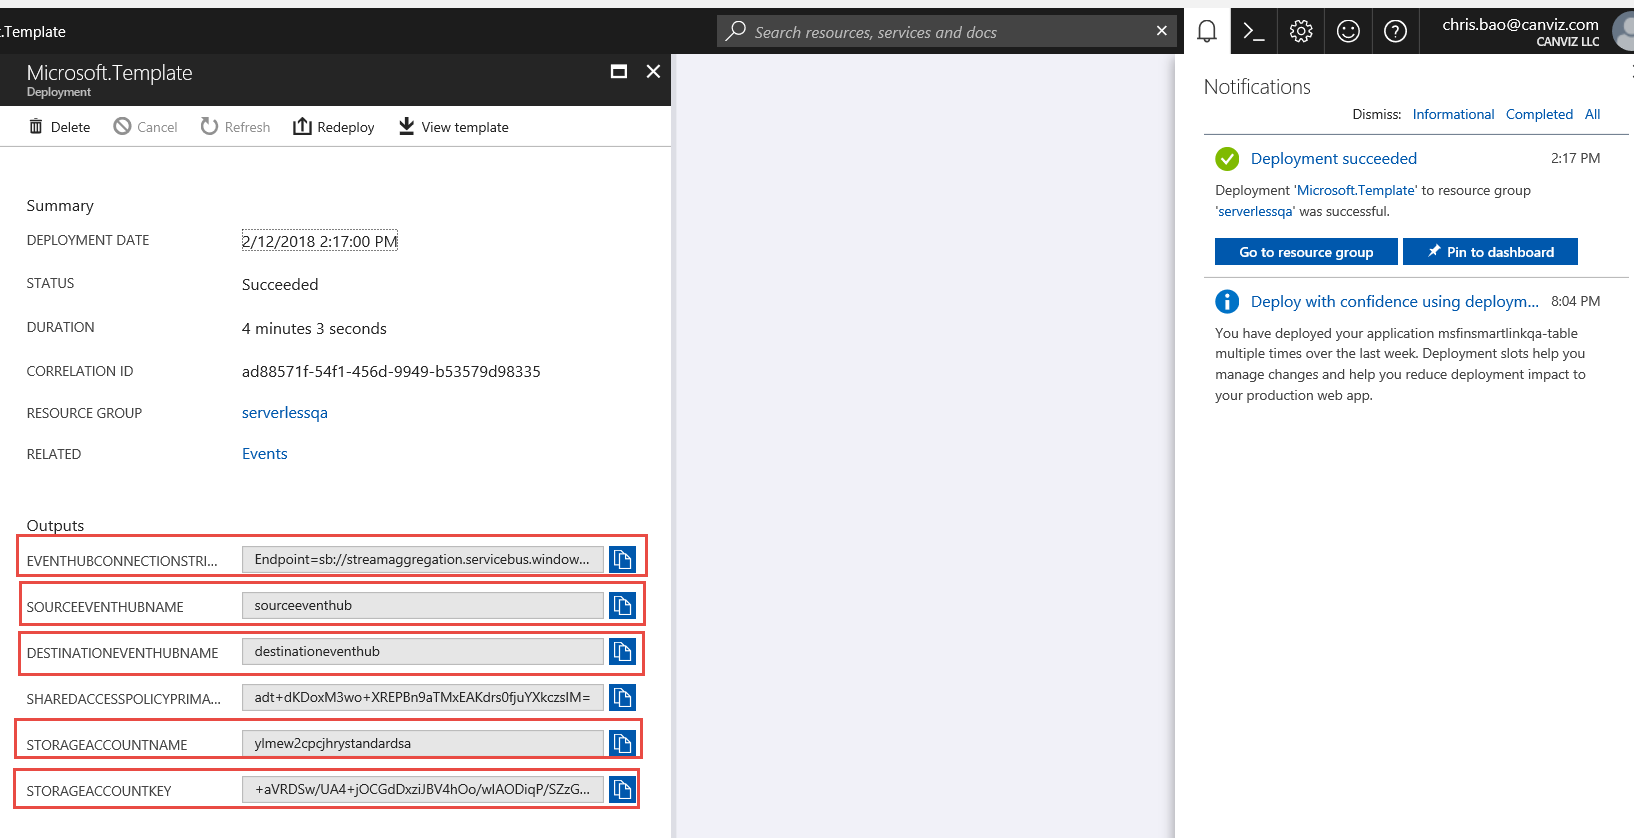 t.Template
Search resources, services and docs
chris.bao@canviz.com
CANVIZ LLC
Microsoft.Template
Deployment
Delete
Cancel
Refresh
Redeploy
View template
Summary
DEPLOYMENT DATE
2/12/2018 2:17:00 PM
STATUS
Succeeded
DURATION
4 minutes 3 seconds
CORRELATION ID
ad88571f-54f1-456d-9949-b53579d98335
RESOURCE GROUP
serverlessqa
RELATED
Events
Outputs
EVENTHUBCONNECTIONSTRI...
Endpoint=sb://streamaggregation.servicebus.window...
SOURCEEVENTHUBNAME
sourceeventhub
DESTINATIONEVENTHUBNAME
destinationeventhub
SHAREDACCESSPOLICYPRIMA...
adt+dKDoxM3wo+XREPBn9aTMxEAKdrs0fjuYXkczsIM=
STORAGEACCOUNTNAME
ylmew2cpcjhrystandardsa
STORAGEACCOUNTKEY
+aVRDSw/UA4+jOCGdDxziJBV4hOo/wIAODiqP/SZzG...
Notifications
Dismiss: Informational Completed All
Deployment succeeded 2:17 PM
Deployment 'Microsoft.Template' to resource group
'serverlessqa' was successful.
Go to resource group
Pin to dashboard
Deploy with confidence using deploym... 8:04 PM
You have deployed your application msfinsmartlinkqa-table
multiple times over the last week. Deployment slots help you
manage changes and help you reduce deployment impact to
your production web app.